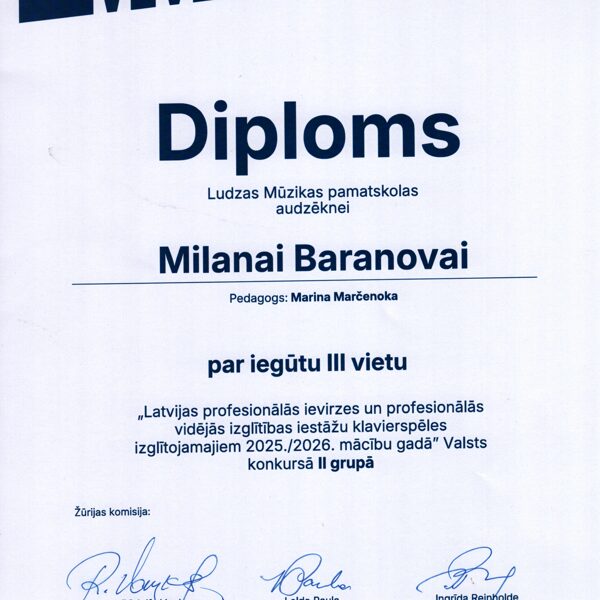 Diploms
Ludzas Mūzikas pamatskolas
audzēknei
Milanai Baranovai
Pedagogs: Marina Marčenoka
par iegūtu III vietu
„Latvijas profesionālās ievirzes un profesionālās
vidējās izglītības iestāžu klavierspēles
izglītojamajiem 2025./2026. mācību gadā” Valsts
konkursā II grupā
Žūrijas komisija:
Ingrīda Reinholde